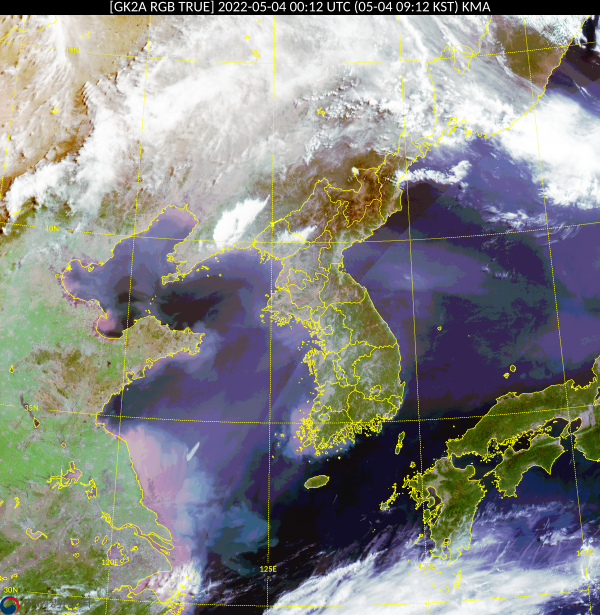 [GK2A RGB TRUE] 2022-05-04 00:12 UTC (05-04 09:12 KST) KMA
40N
35N
120E
125E
30N